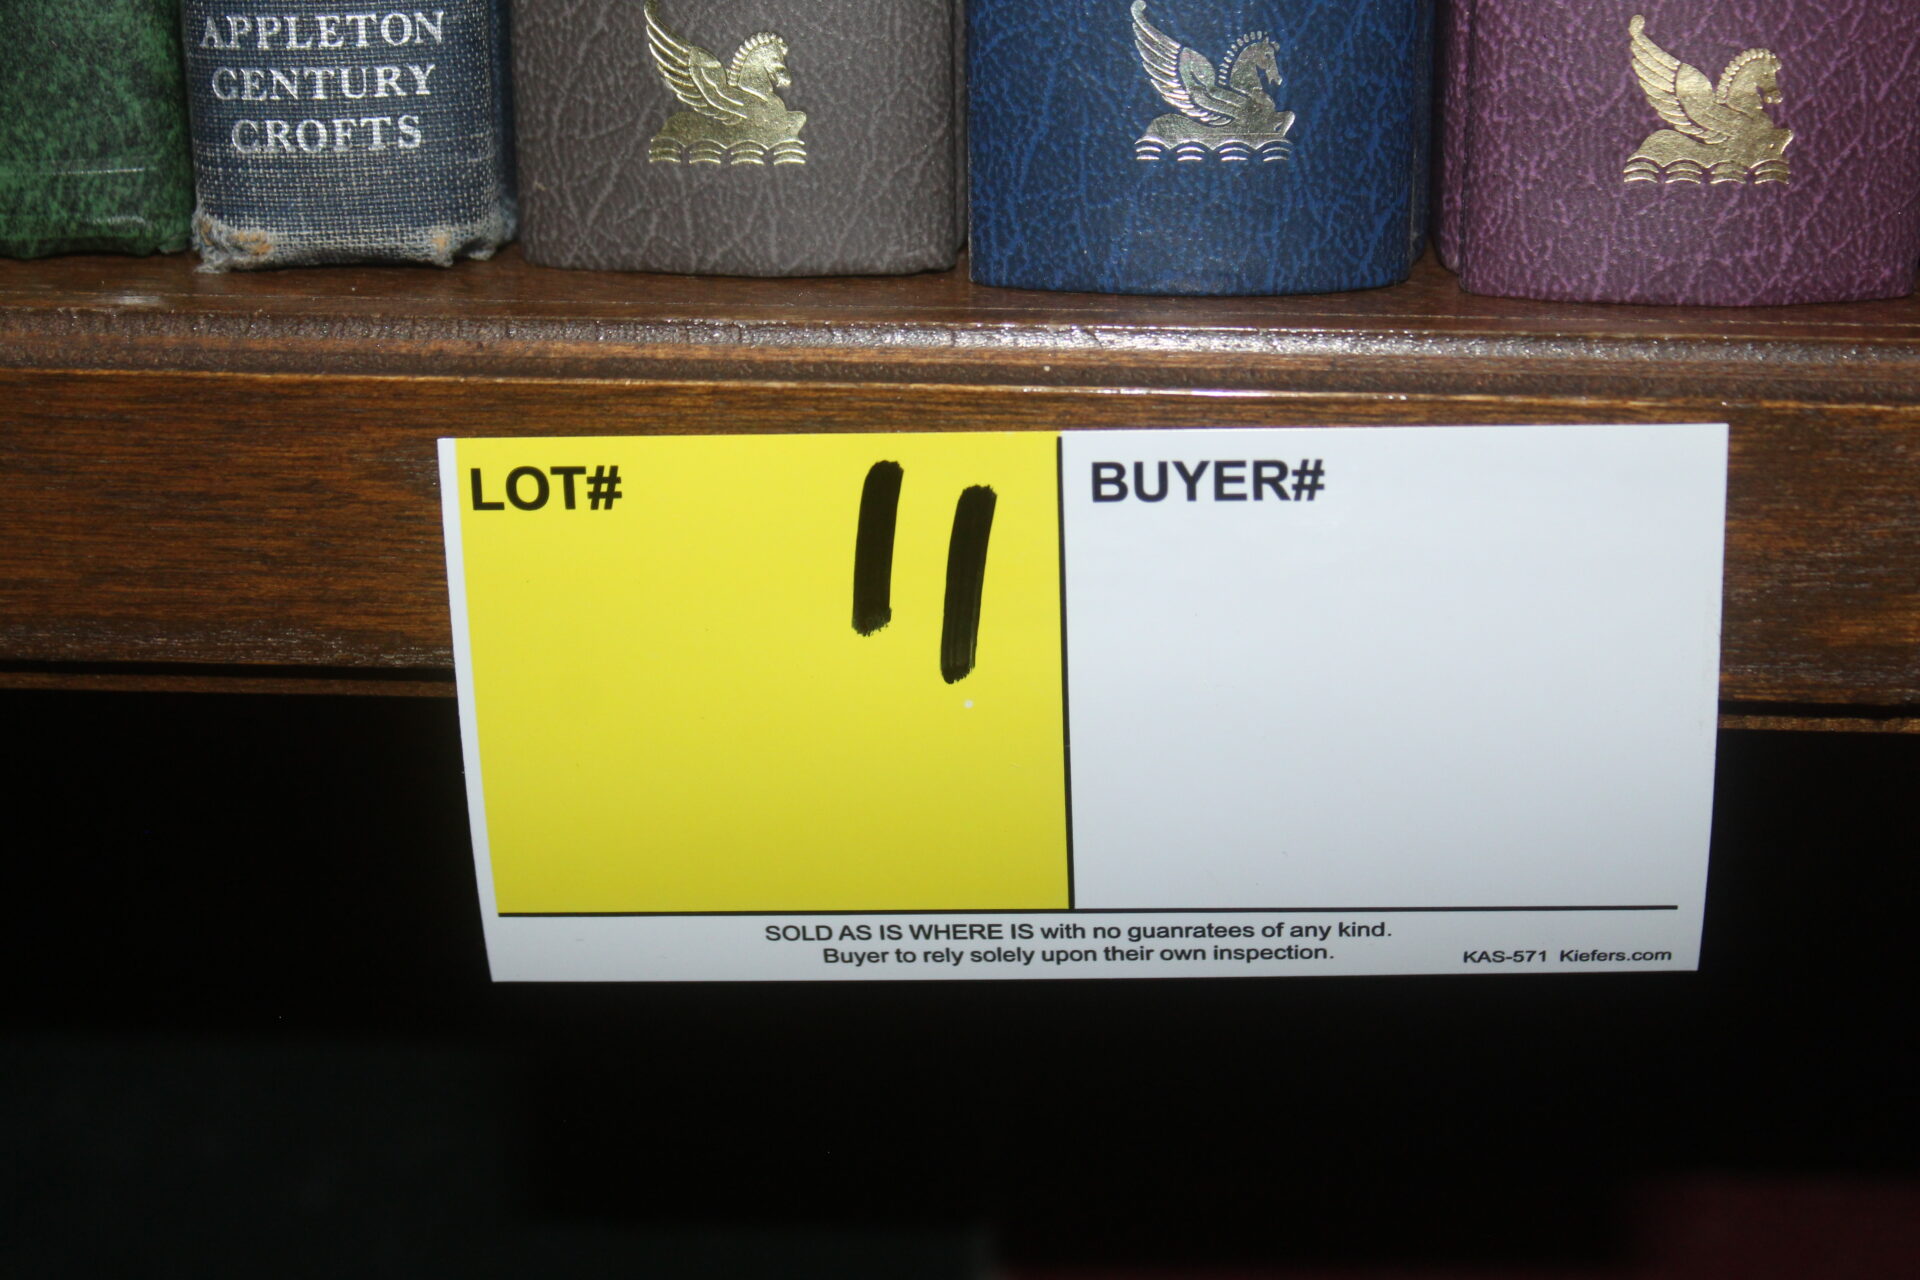 APPLETON
CENTURY
CROFTS
LOT# 11
BUYER#
SOLD AS IS WHERE IS with no guanratees of any kind.
Buyer to rely solely upon their own inspection.
KAS-571 Kiefers.com